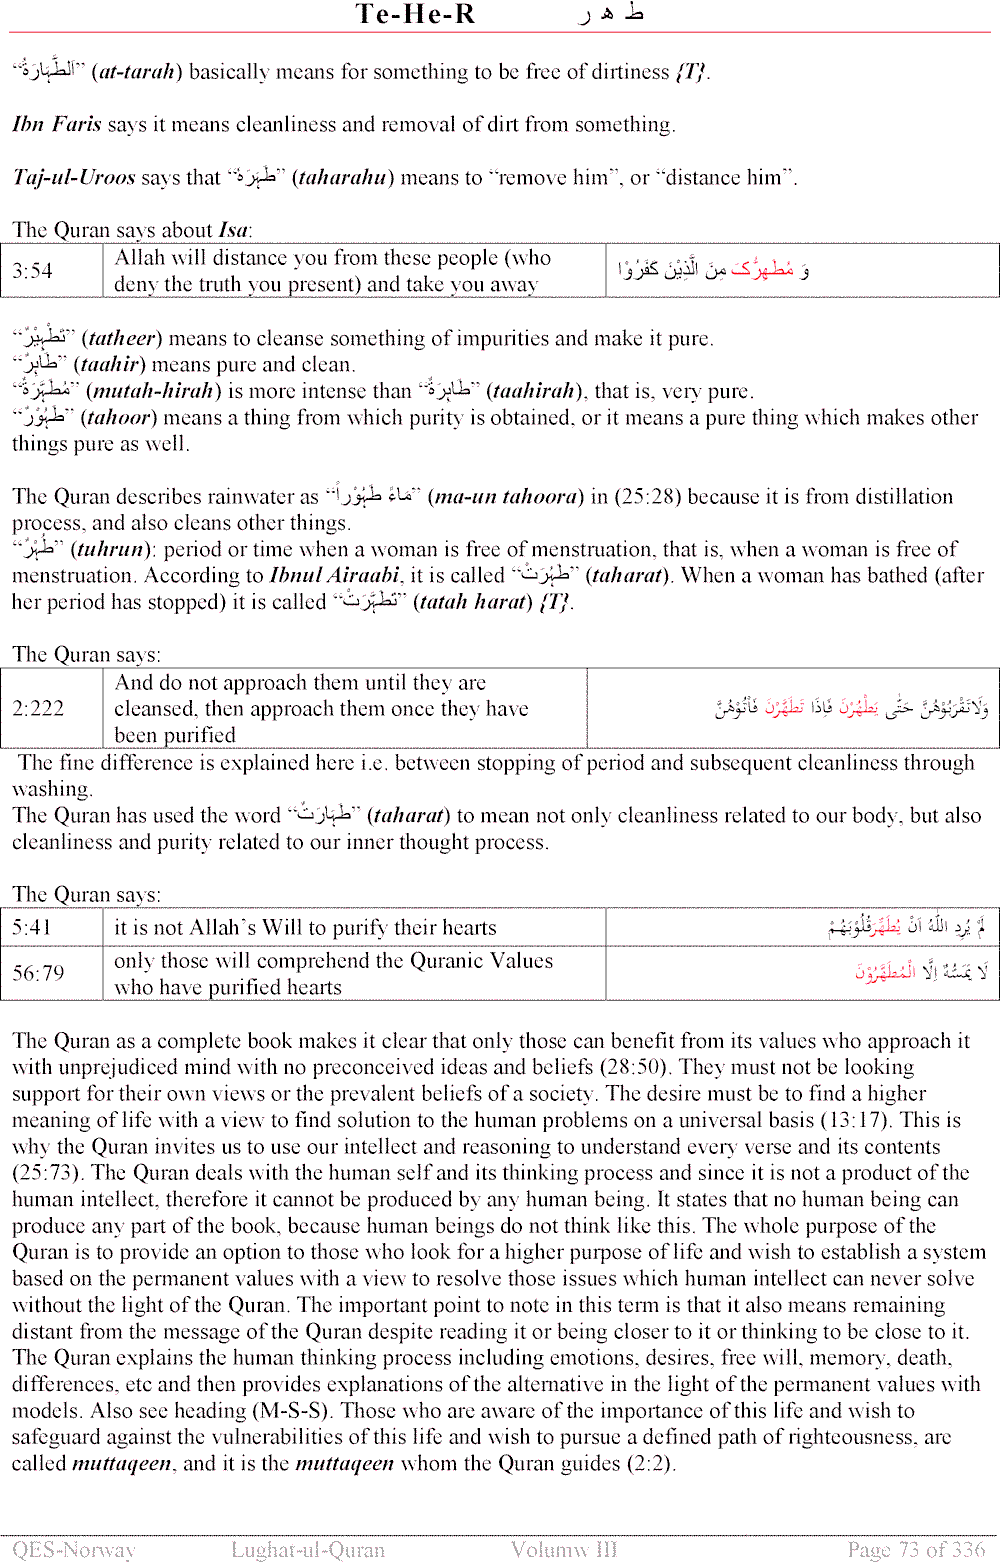 Te-He-R ط ھ ر
“اَلطَّہَارَۃُ” (at-tarah) basically means for something to be free of dirtiness {T}.
Ibn Faris says it means cleanliness and removal of dirt from something.
Taj-ul-Uroos says that “طَہَرَہٗ” (taharahu) means to “remove him”, or “distance him”.
The Quran says about Isa:
3:54 Allah will distance you from these people (who deny the truth you present) and take you away وَ مُطَہِرُّکَ مِنَ الَّذِیْنَ کَفَرُوْا
“تَطْہِیْرٌ” (tatheer) means to cleanse something of impurities and make it pure.
“طَاہِرٌ” (taahir) means pure and clean.
“مُطَہَّرَۃٌ” (mutah-hirah) is more intense than “طَاہِرَۃٌ” (taahirah), that is, very pure.
“طَہُوْرٌ” (tahoor) means a thing from which purity is obtained, or it means a pure thing which makes other
things pure as well.
The Quran describes rainwater as “مَاءً طَہُوْراً” (ma-un tahoora) in (25:28) because it is from distillation
process, and also cleans other things.
“طُہْرٌ” (tuhrun): period or time when a woman is free of menstruation, that is, when a woman is free of
menstruation. According to Ibnul Airaabi, it is called “طَہُرَتْ” (taharat). When a woman has bathed (after
her period has stopped) it is called “تَطَہَّرَتْ” (tatah harat) {T}.
The Quran says:
2:222 And do not approach them until they are cleansed, then approach them once they have been purified وَلَاتَقْرَبُوْهُنَّ حَتّٰى يَطْهُرْنَ فَاِذَا تَطَهَّرْنَ فَاْتُوْهُنَّ
The fine difference is explained here i.e. between stopping of period and subsequent cleanliness through
washing.
The Quran has used the word “طَہَارَتٌ” (taharat) to mean not only cleanliness related to our body, but also
cleanliness and purity related to our inner thought process.
The Quran says:
5:41 it is not Allah’s Will to purify their hearts لَمْ يُرِدِ اللّٰهُ اَنْ يُطَهِّرَقُلُوْبَهُمْ
56:79 only those will comprehend the Quranic Values who have purified hearts لَا يَمَسُّهٗ اِلَّا الْمُطَهَّرُوْنَ
The Quran as a complete book makes it clear that only those can benefit from its values who approach it
with unprejudiced mind with no preconceived ideas and beliefs (28:50). They must not be looking
support for their own views or the prevalent beliefs of a society. The desire must be to find a higher
meaning of life with a view to find solution to the human problems on a universal basis (13:17). This is
why the Quran invites us to use our intellect and reasoning to understand every verse and its contents
(25:73). The Quran deals with the human self and its thinking process and since it is not a product of the
human intellect, therefore it cannot be produced by any human being. It states that no human being can
produce any part of the book, because human beings do not think like this. The whole purpose of the
Quran is to provide an option to those who look for a higher purpose of life and wish to establish a system
based on the permanent values with a view to resolve those issues which human intellect can never solve
without the light of the Quran. The important point to note in this term is that it also means remaining
distant from the message of the Quran despite reading it or being closer to it or thinking to be close to it.
The Quran explains the human thinking process including emotions, desires, free will, memory, death,
differences, etc and then provides explanations of the alternative in the light of the permanent values with
models. Also see heading (M-S-S). Those who are aware of the importance of this life and wish to
safeguard against the vulnerabilities of this life and wish to pursue a defined path of righteousness, are
called muttaqeen, and it is the muttaqeen whom the Quran guides (2:2).
QES-Norway Lughat-ul-Quran Volumw III Page 73 of 336